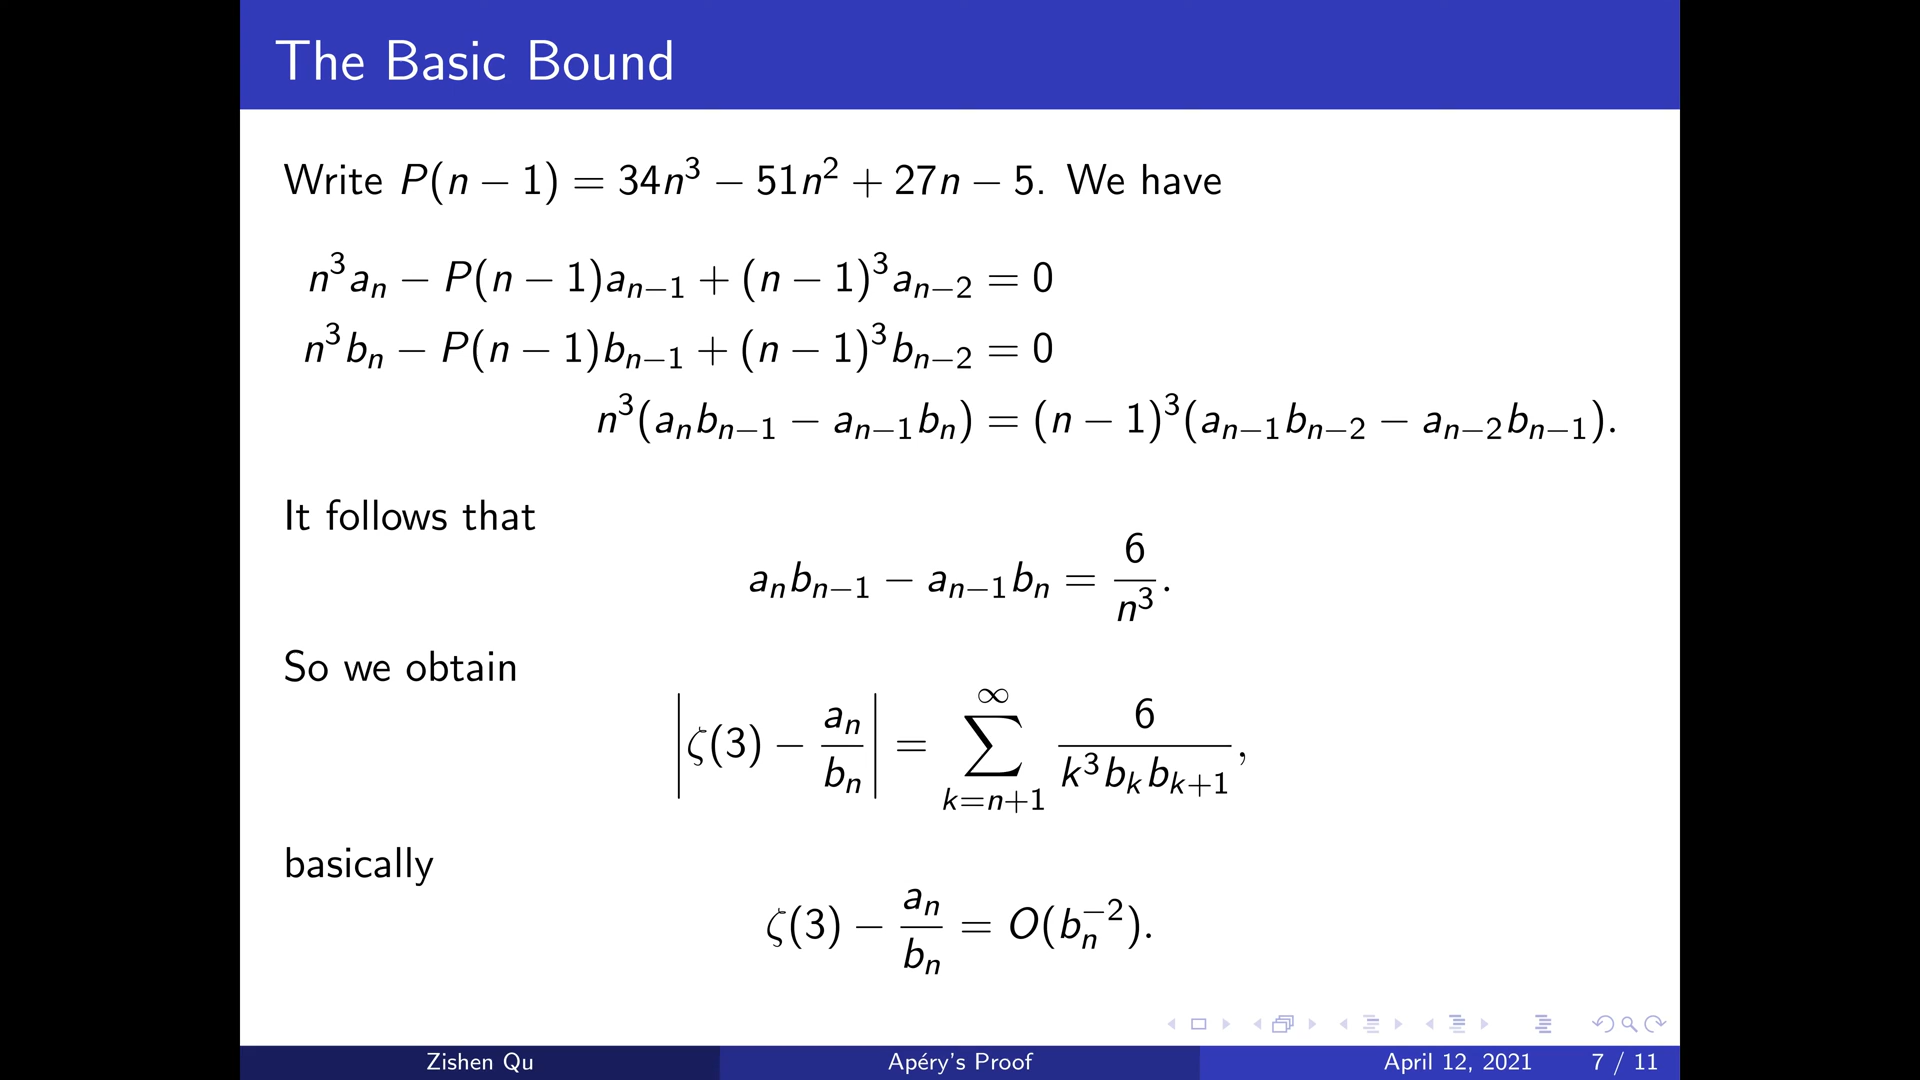 The Basic Bound
Write P(n − 1) = 34n³ − 51n² + 27n − 5. We have
n³aₙ − P(n − 1)aₙ₋₁ + (n − 1)³aₙ₋₂ = 0
n³bₙ − P(n − 1)bₙ₋₁ + (n − 1)³bₙ₋₂ = 0
n³(aₙbₙ₋₁ − aₙ₋₁bₙ) = (n − 1)³(aₙ₋₁bₙ₋₂ − aₙ₋₂bₙ₋₁).
It follows that
aₙbₙ₋₁ − aₙ₋₁bₙ = 6/n³.
So we obtain
|ζ(3) − aₙ/bₙ| = ∑_{k=n+1}^{∞} 6/(k³bₖbₖ₊₁),
basically
ζ(3) − aₙ/bₙ = O(bₙ⁻²).
Zishen Qu Apéry's Proof April 12, 2021 7 / 11